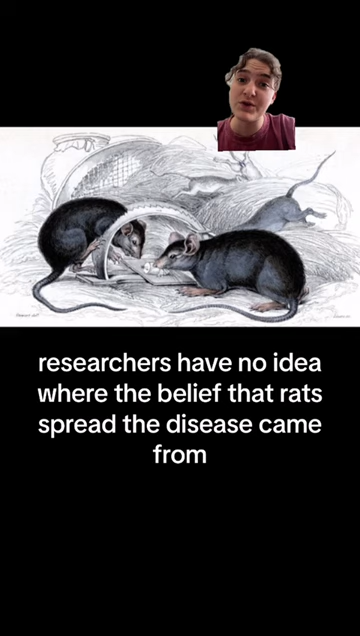 researchers have no idea
where the belief that rats
spread the disease came
from